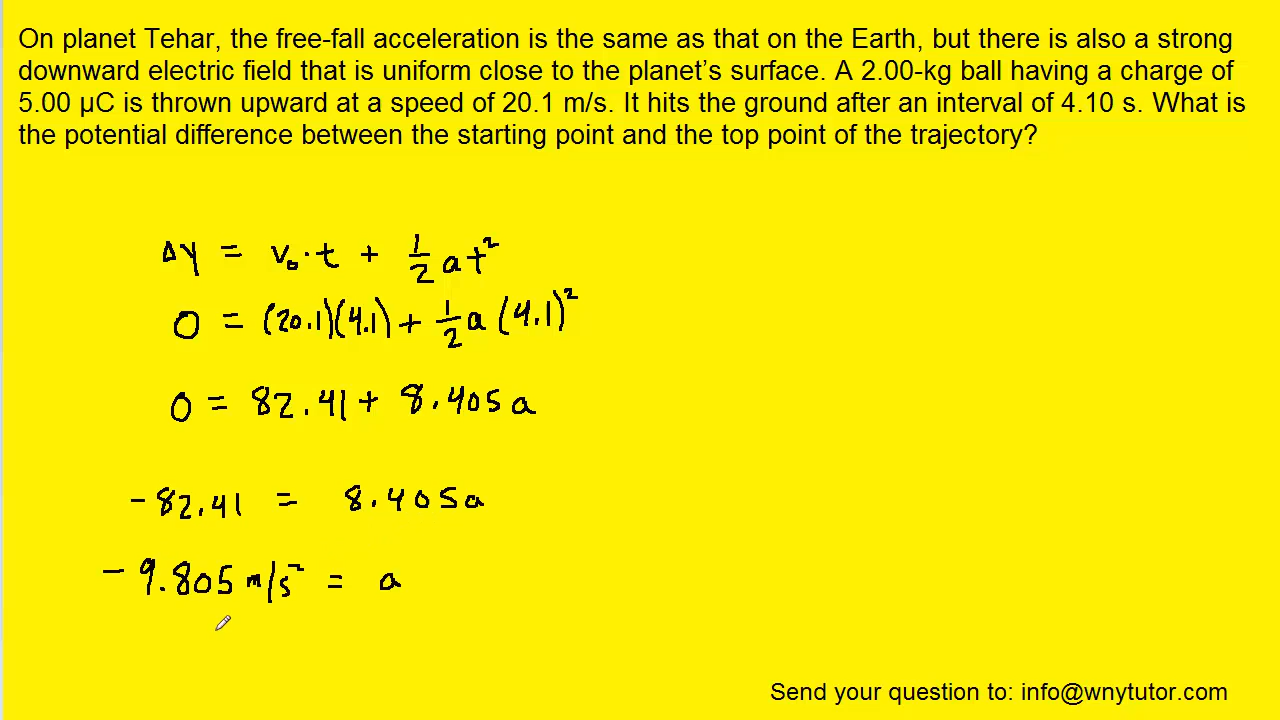 On planet Tehar, the free-fall acceleration is the same as that on the Earth, but there is also a strong
downward electric field that is uniform close to the planet's surface. A 2.00-kg ball having a charge of
5.00 µC is thrown upward at a speed of 20.1 m/s. It hits the ground after an interval of 4.10 s. What is
the potential difference between the starting point and the top point of the trajectory?
Δy = v₀·t + 1/2 at²
0 = (20.1)(4.1) + 1/2 a (4.1)²
0 = 82.41 + 8.405a
-82.41 = 8.405a
-9.805 m/s² = a
Send your question to: info@wnytutor.com